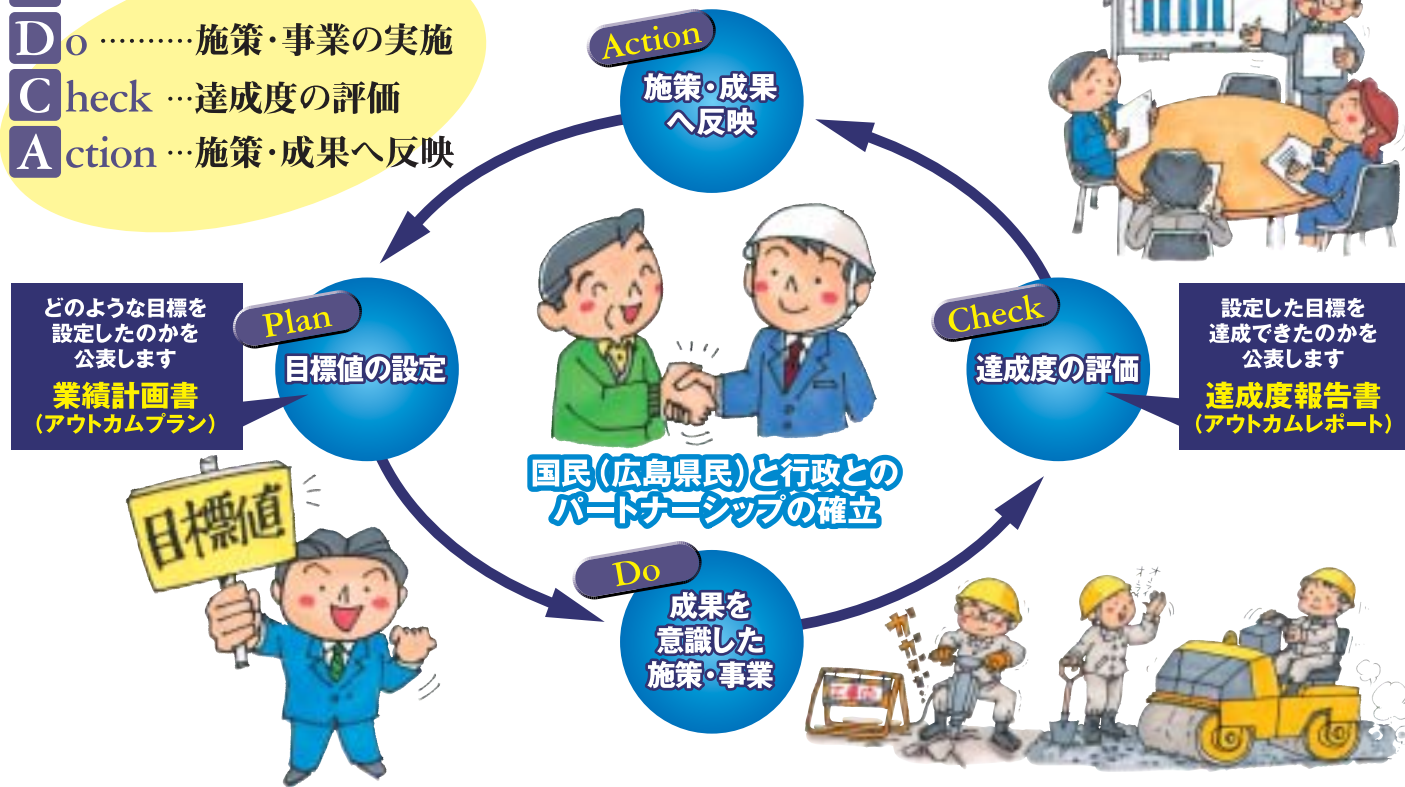 Do ··········施策・事業の実施
Check ···達成度の評価
Action ···施策・成果へ反映
Action
施策・成果
へ反映
どのような目標を
設定したのかを
公表します
業績計画書
（アウトカムプラン）
Plan
目標値の設定
Check
達成度の評価
設定した目標を
達成できたのかを
公表します
達成度報告書
（アウトカムレポート）
国民（広島県民）と行政との
パートナーシップの確立
目標値
Do
成果を
意識した
施策・事業
ガガガガ